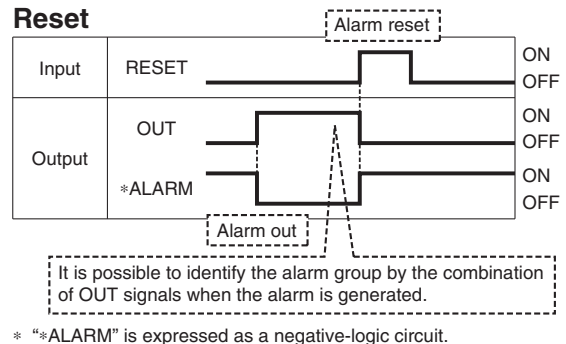 Reset
Alarm reset
Input
RESET
ON
OFF
Output
OUT
ON
OFF
∗ALARM
ON
OFF
Alarm out
It is possible to identify the alarm group by the combination
of OUT signals when the alarm is generated.
∗ “∗ALARM” is expressed as a negative-logic circuit.